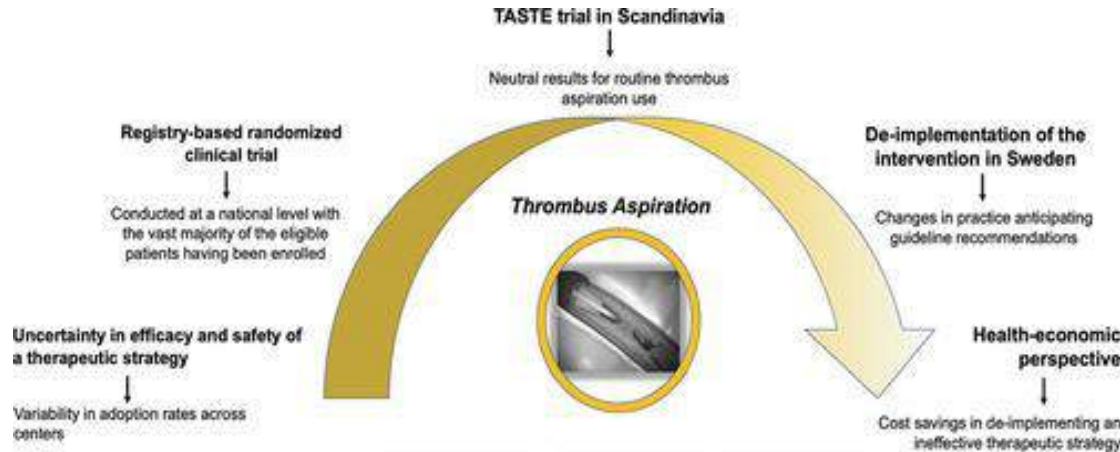 TASTE trial in Scandinavia
Neutral results for routine thrombus
aspiration use
Registry-based randomized
clinical trial
Conducted at a national level with
the vast majority of the eligible
patients having been enrolled
Uncertainty in efficacy and safety of
a therapeutic strategy
Variability in adoption rates across
centers
Thrombus Aspiration
De-implementation of the
intervention in Sweden
Changes in practice anticipating
guideline recommendations
Health-economic
perspective
Cost savings in de-implementing an
ineffective therapeutic strategy